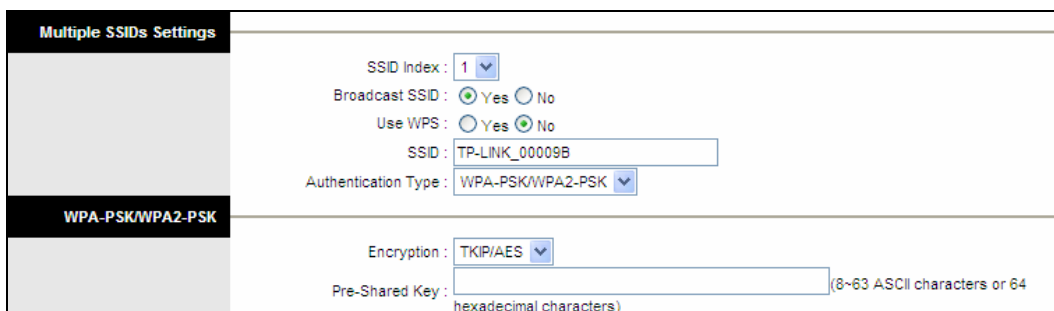 Multiple SSIDs Settings
SSID Index : 1
Broadcast SSID : Yes No
Use WPS : Yes No
SSID : TP-LINK_00009B
Authentication Type : WPA-PSK/WPA2-PSK
WPA-PSK/WPA2-PSK
Encryption : TKIP/AES
Pre-Shared Key : (8~63 ASCII characters or 64
hexadecimal characters)